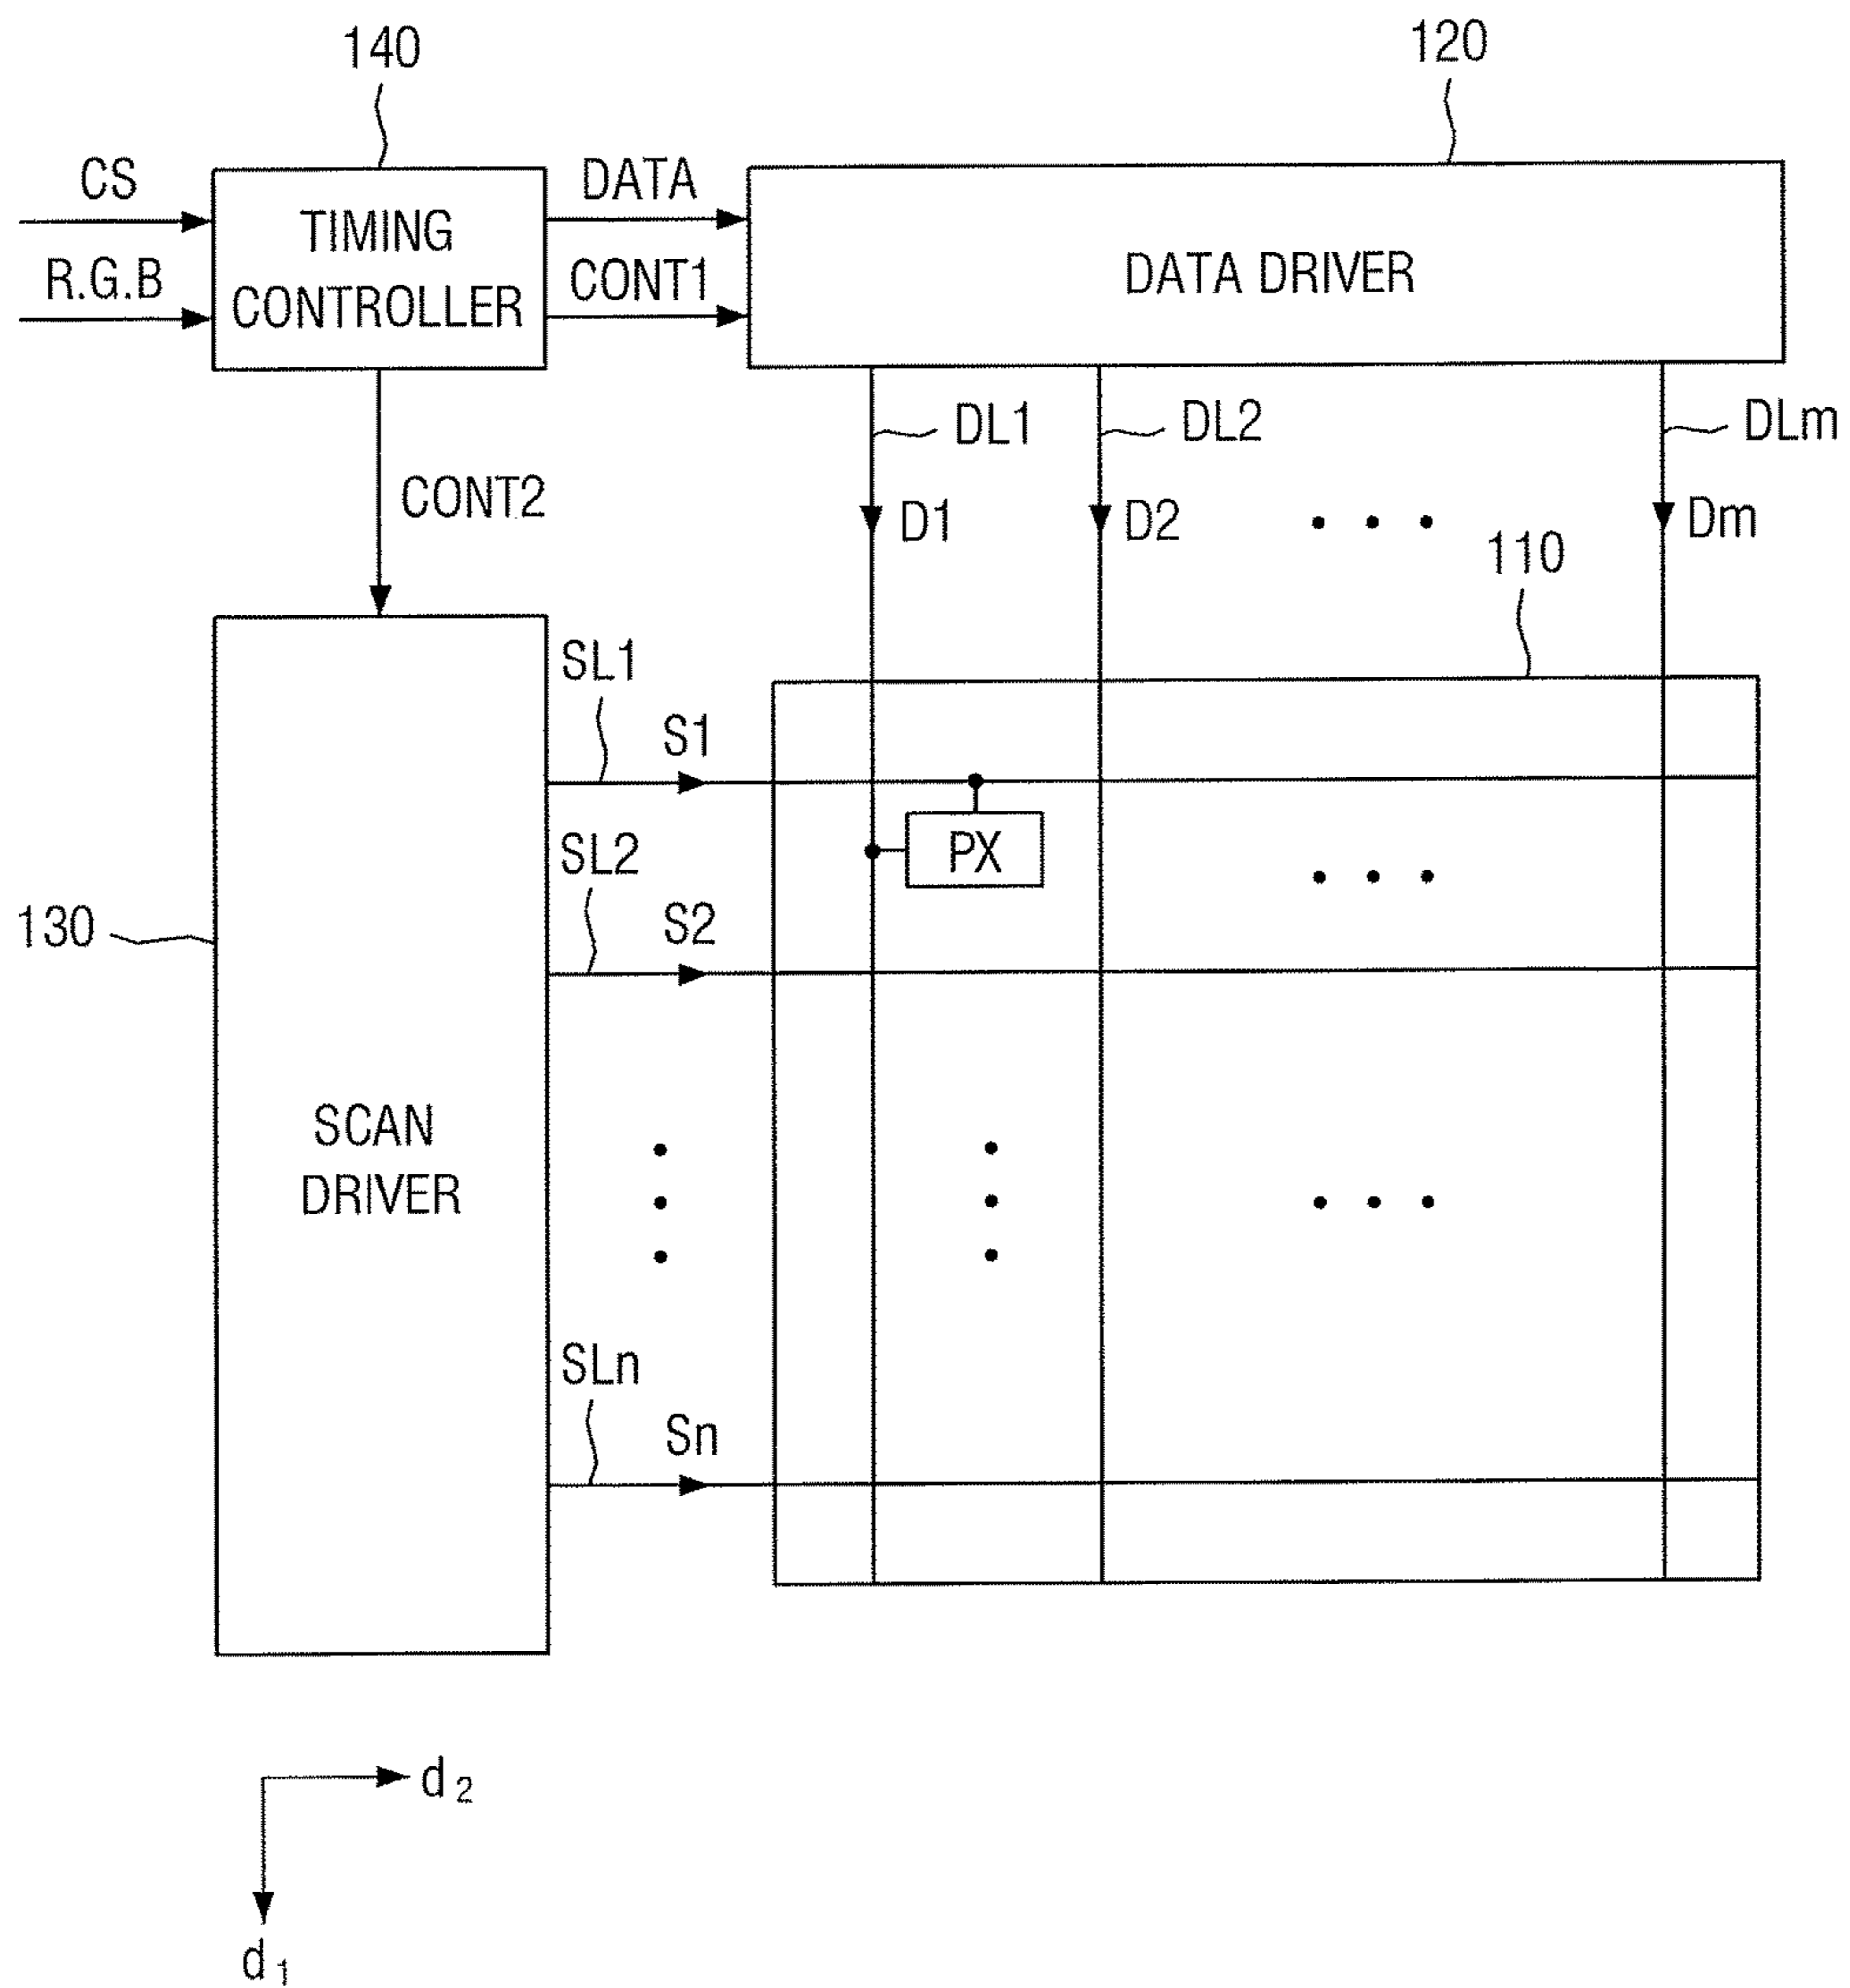 140
120
CS
DATA
R.G.B
TIMING
CONTROLLER
CONT1
DATA DRIVER
DL1
DL2
DLm
CONT2
D1
D2
Dm
110
SL1
S1
PX
SL2
S2
130
SCAN
DRIVER
SLn
Sn
d2
d1